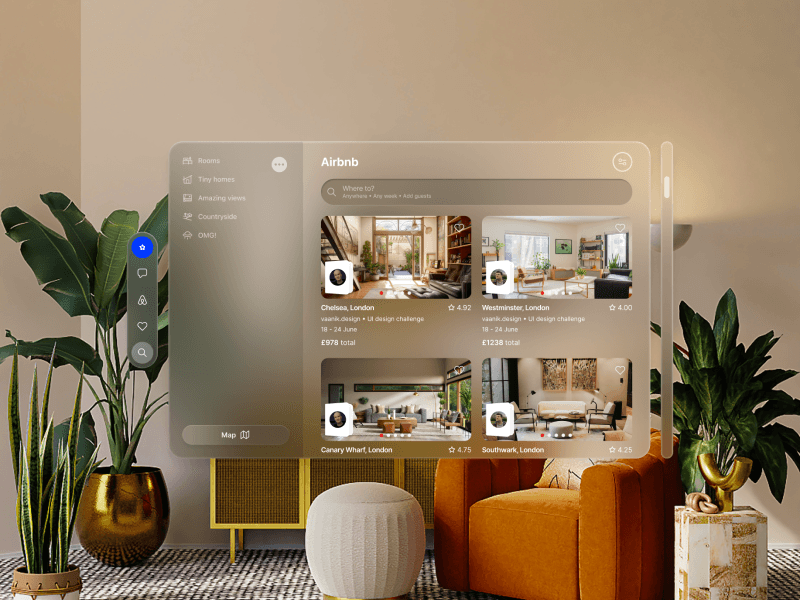 Rooms
Tiny homes
Amazing views
Countryside
OMG!
Map
Airbnb
Where to?
Anywhere • Any week • Add guests
Chelsea, London 4.92
vaanik.design • UI design challenge
18 - 24 June
£978 total
Westminster, London 4.00
vaanik.design • UI design challenge
18 - 24 June
£1238 total
Canary Wharf, London 4.75
Southwark, London 4.25